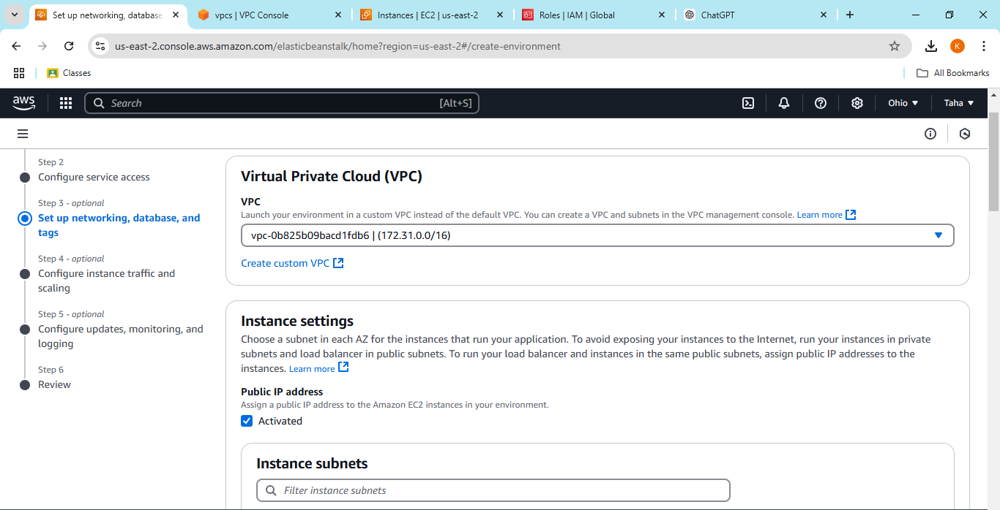 Set up networking, database
vpcs | VPC Console
Instances | EC2 | us-east-2
Roles | IAM | Global
ChatGPT
us-east-2.console.aws.amazon.com/elasticbeanstalk/home?region=us-east-2#/create-environment
K
Classes
All Bookmarks
aws
Search
[Alt+S]
Ohio
Taha
Step 2
Configure service access
Step 3 - optional
Set up networking, database, and
tags
Step 4 - optional
Configure instance traffic and
scaling
Step 5 - optional
Configure updates, monitoring, and
logging
Step 6
Review
Virtual Private Cloud (VPC)
VPC
Launch your environment in a custom VPC instead of the default VPC. You can create a VPC and subnets in the VPC management console. Learn more
vpc-0b825b09bacd1fdb6 | (172.31.0.0/16)
Create custom VPC
Instance settings
Choose a subnet in each AZ for the instances that run your application. To avoid exposing your instances to the Internet, run your instances in private
subnets and load balancer in public subnets. To run your load balancer and instances in the same public subnets, assign public IP addresses to the
instances. Learn more
Public IP address
Assign a public IP address to the Amazon EC2 instances in your environment.
Activated
Instance subnets
Filter instance subnets